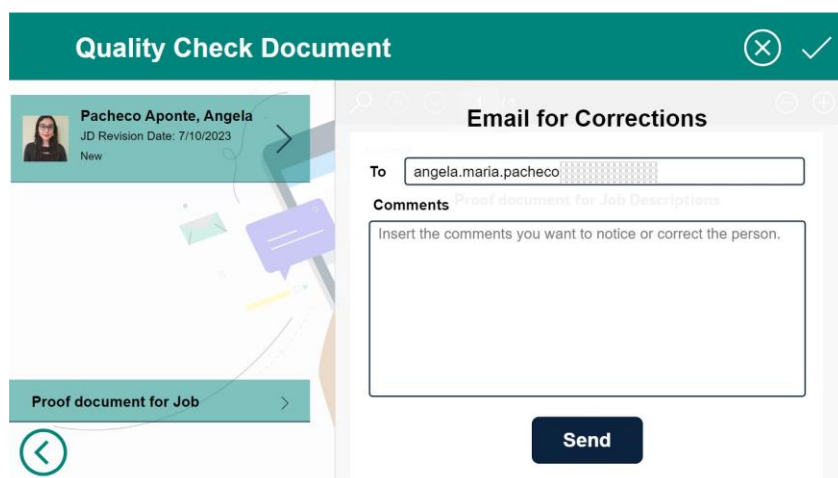 Quality Check Document
Pacheco Aponte, Angela
JD Revision Date: 7/10/2023
New
Proof document for Job
Email for Corrections
To
angela.maria.pacheco
Proof document for Job Descriptions
Comments
Insert the comments you want to notice or correct the person.
Send